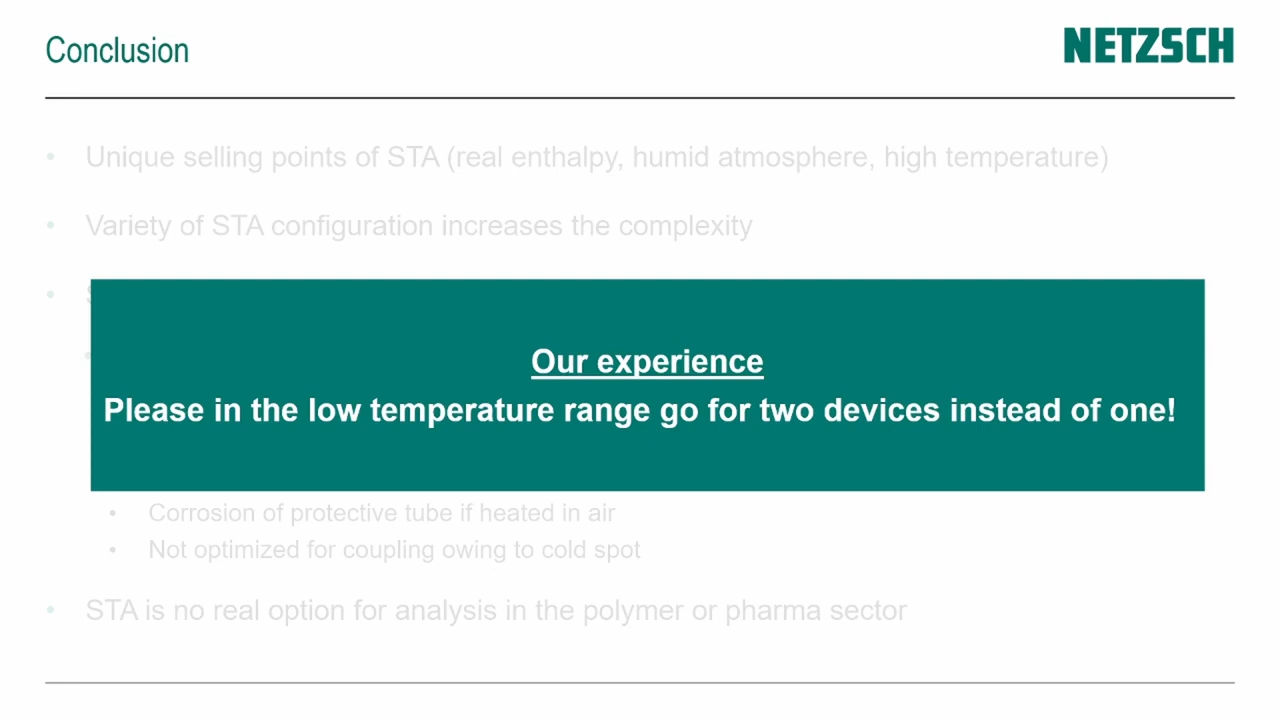 Conclusion
NETZSCH
• Unique selling points of STA (real enthalpy, humid atmosphere, high temperature)
• Variety of STA configuration increases the complexity
Our experience
Please in the low temperature range go for two devices instead of one!
• Corrosion of protective tube if heated in air
• Not optimized for coupling owing to cold spot
• STA is no real option for analysis in the polymer or pharma sector